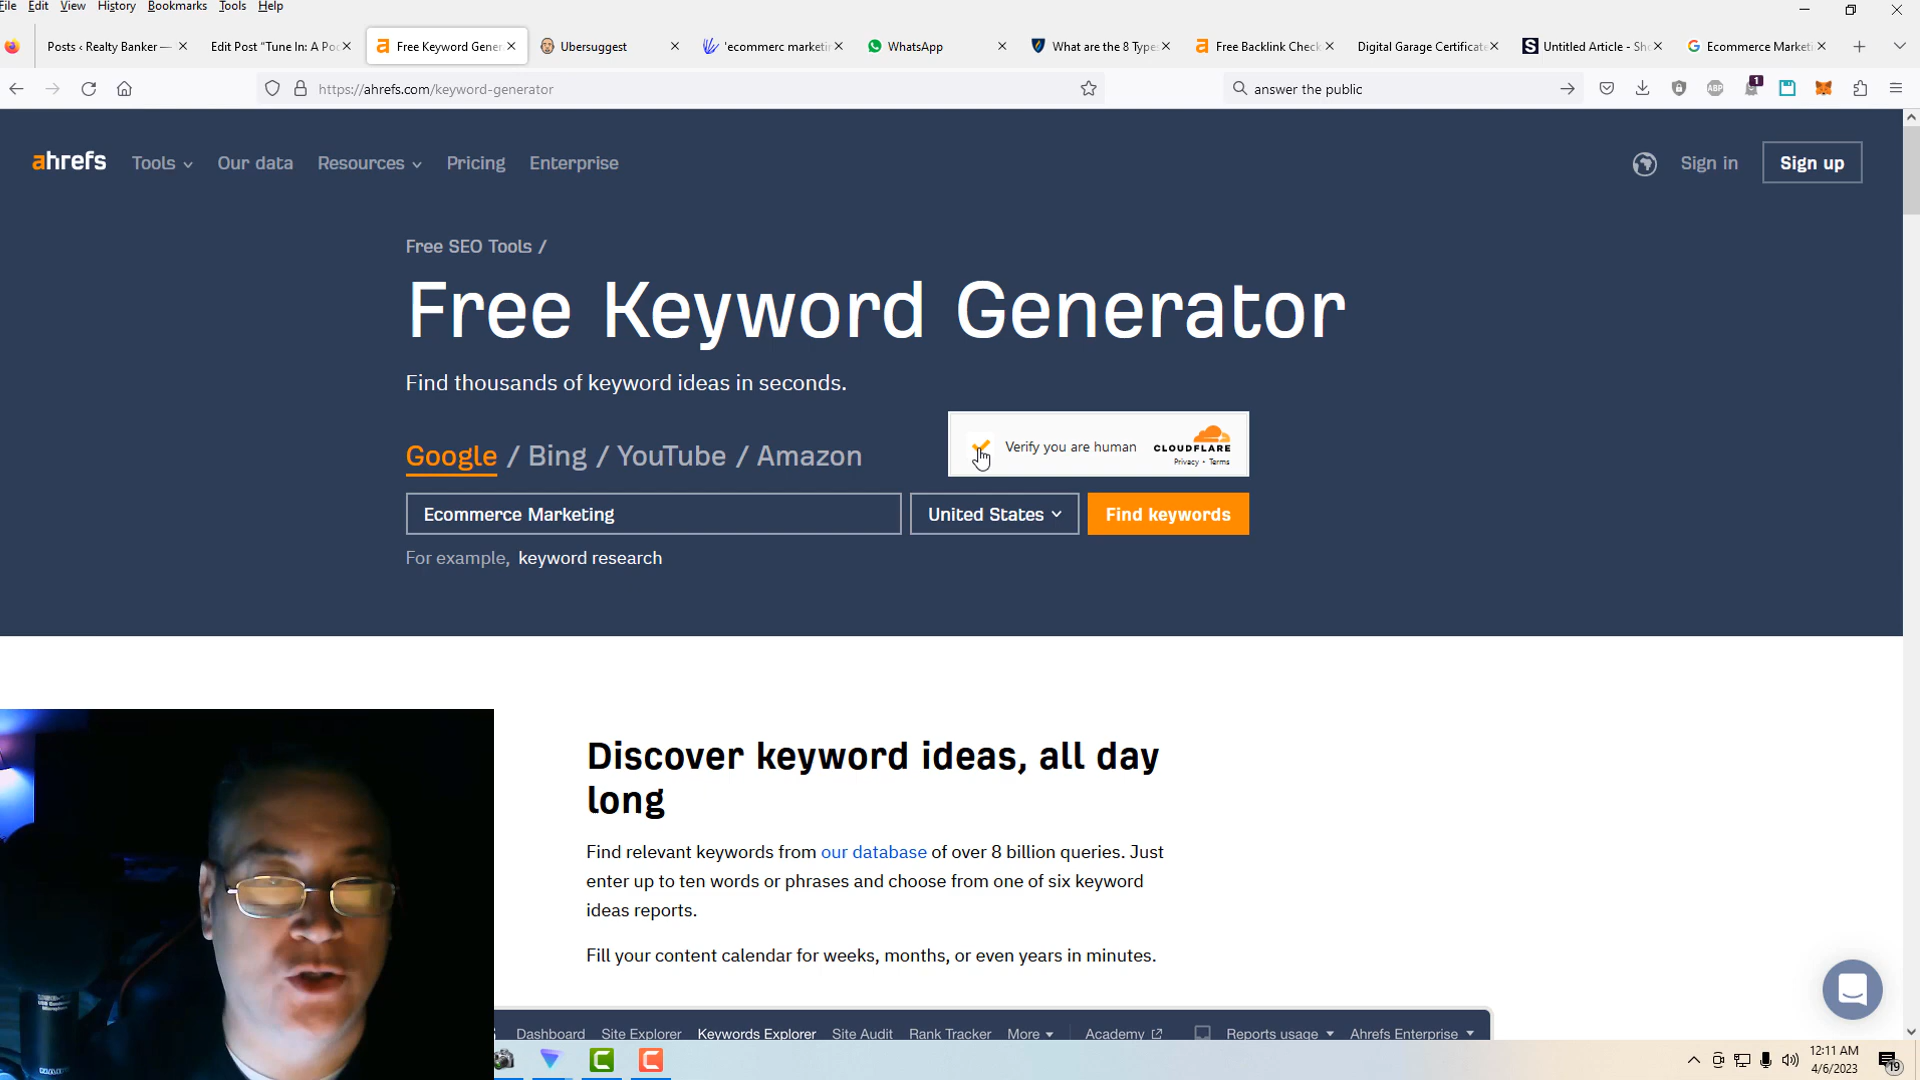 File Edit View History Bookmarks Tools Help
Posts ‹ Realty Banker —
Edit Post “Tune In: A Po
Free Keyword Gener
Ubersuggest
'ecommerc marketi
WhatsApp
What are the 8 Types
Free Backlink Check
Digital Garage Certificat
Untitled Article - Sh
Ecommerce Marketi
https://ahrefs.com/keyword-generator
answer the public
ABP
1
ahrefs Tools Our data Resources Pricing Enterprise Sign in Sign up
Free SEO Tools /
Free Keyword Generator
Find thousands of keyword ideas in seconds.
Google / Bing / YouTube / Amazon
Verify you are human
CLOUDFLARE
Privacy • Terms
Ecommerce Marketing
United States
Find keywords
For example, keyword research
Discover keyword ideas, all day
long
Find relevant keywords from our database of over 8 billion queries. Just
enter up to ten words or phrases and choose from one of six keyword
ideas reports.
Fill your content calendar for weeks, months, or even years in minutes.
Dashboard Site Explorer Keywords Explorer Site Audit Rank Tracker More Academy Reports usage Ahrefs Enterprise
12:11 AM
4/6/2023
19